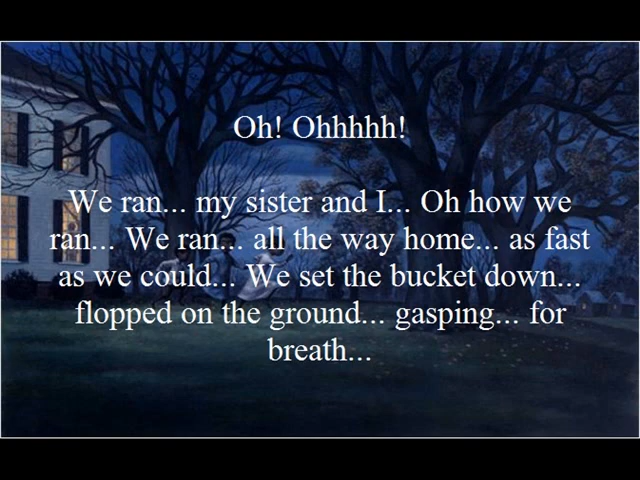 Oh! Ohhhhh!
We ran... my sister and I... Oh how we
ran... We ran... all the way home... as fast
as we could... We set the bucket down...
flopped on the ground... gasping... for
breath...